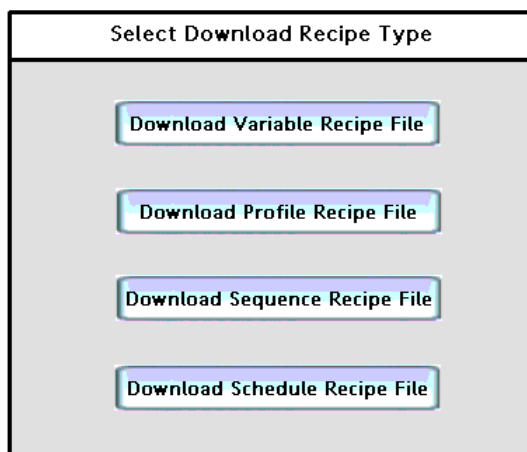 Select Download Recipe Type
Download Variable Recipe File
Download Profile Recipe File
Download Sequence Recipe File
Download Schedule Recipe File